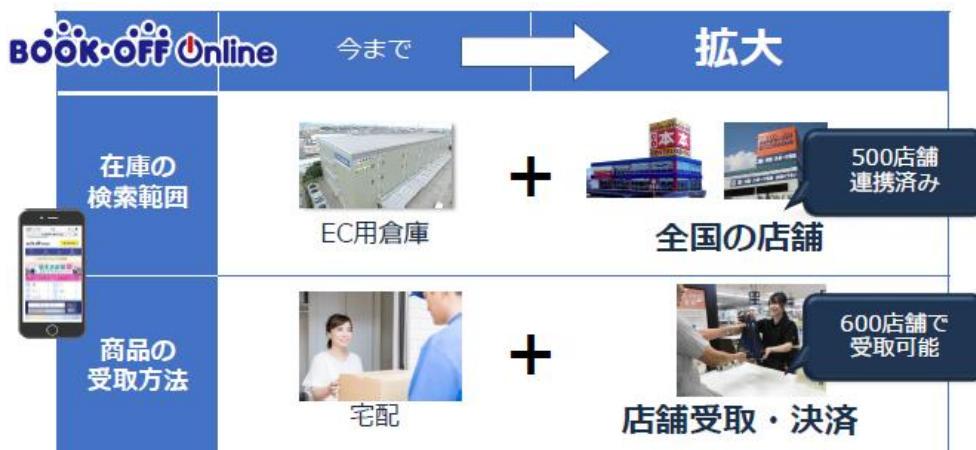 BOOK・OFF Online
今まで
拡大
在庫の
検索範囲
EC用倉庫
+
本
全国の店舗
500店舗
連携済み
商品の
受取方法
宅配
+
店舗受取・決済
600店舗で
受取可能